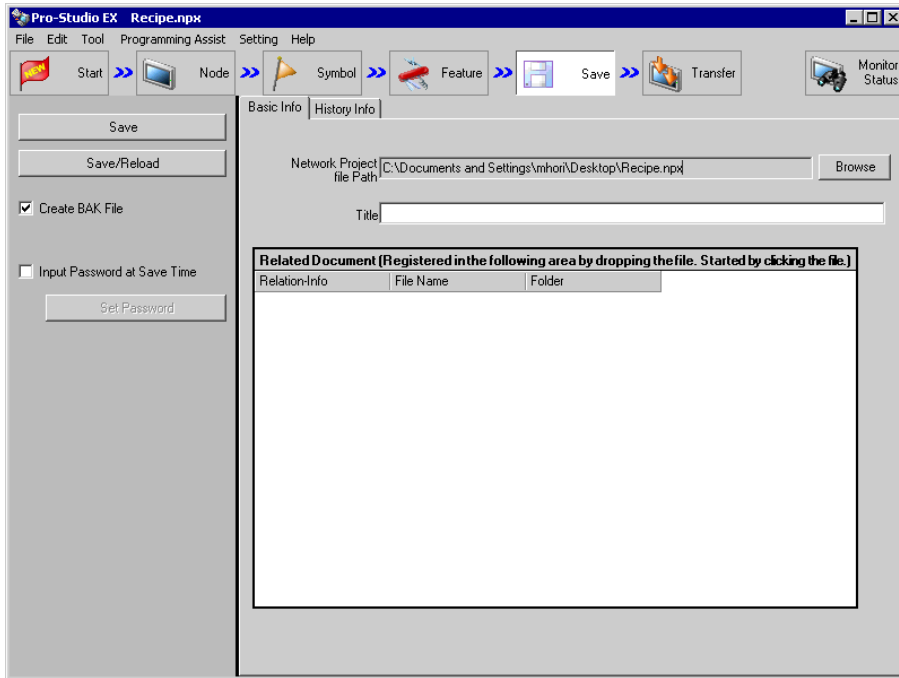 Pro-Studio EX Recipe.npx
File Edit Tool Programming Assist Setting Help
NEW Start Node Symbol Feature Save Transfer Monitor Status
Basic Info History Info
Save
Save/Reload
Create BAK File
Input Password at Save Time
Set Password
Network Project
file Path C:\Documents and Settings\mhori\Desktop\Recipe.npx Browse
Title
Related Document (Registered in the following area by dropping the file. Started by clicking the file.)
Relation-Info File Name Folder